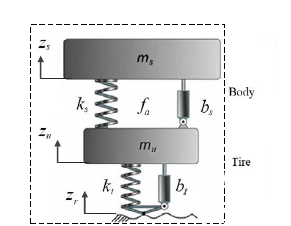 z_s
m_s
k_s
f_a
b_s
Body
z_u
m_u
Tire
z_r
k_t
b_t